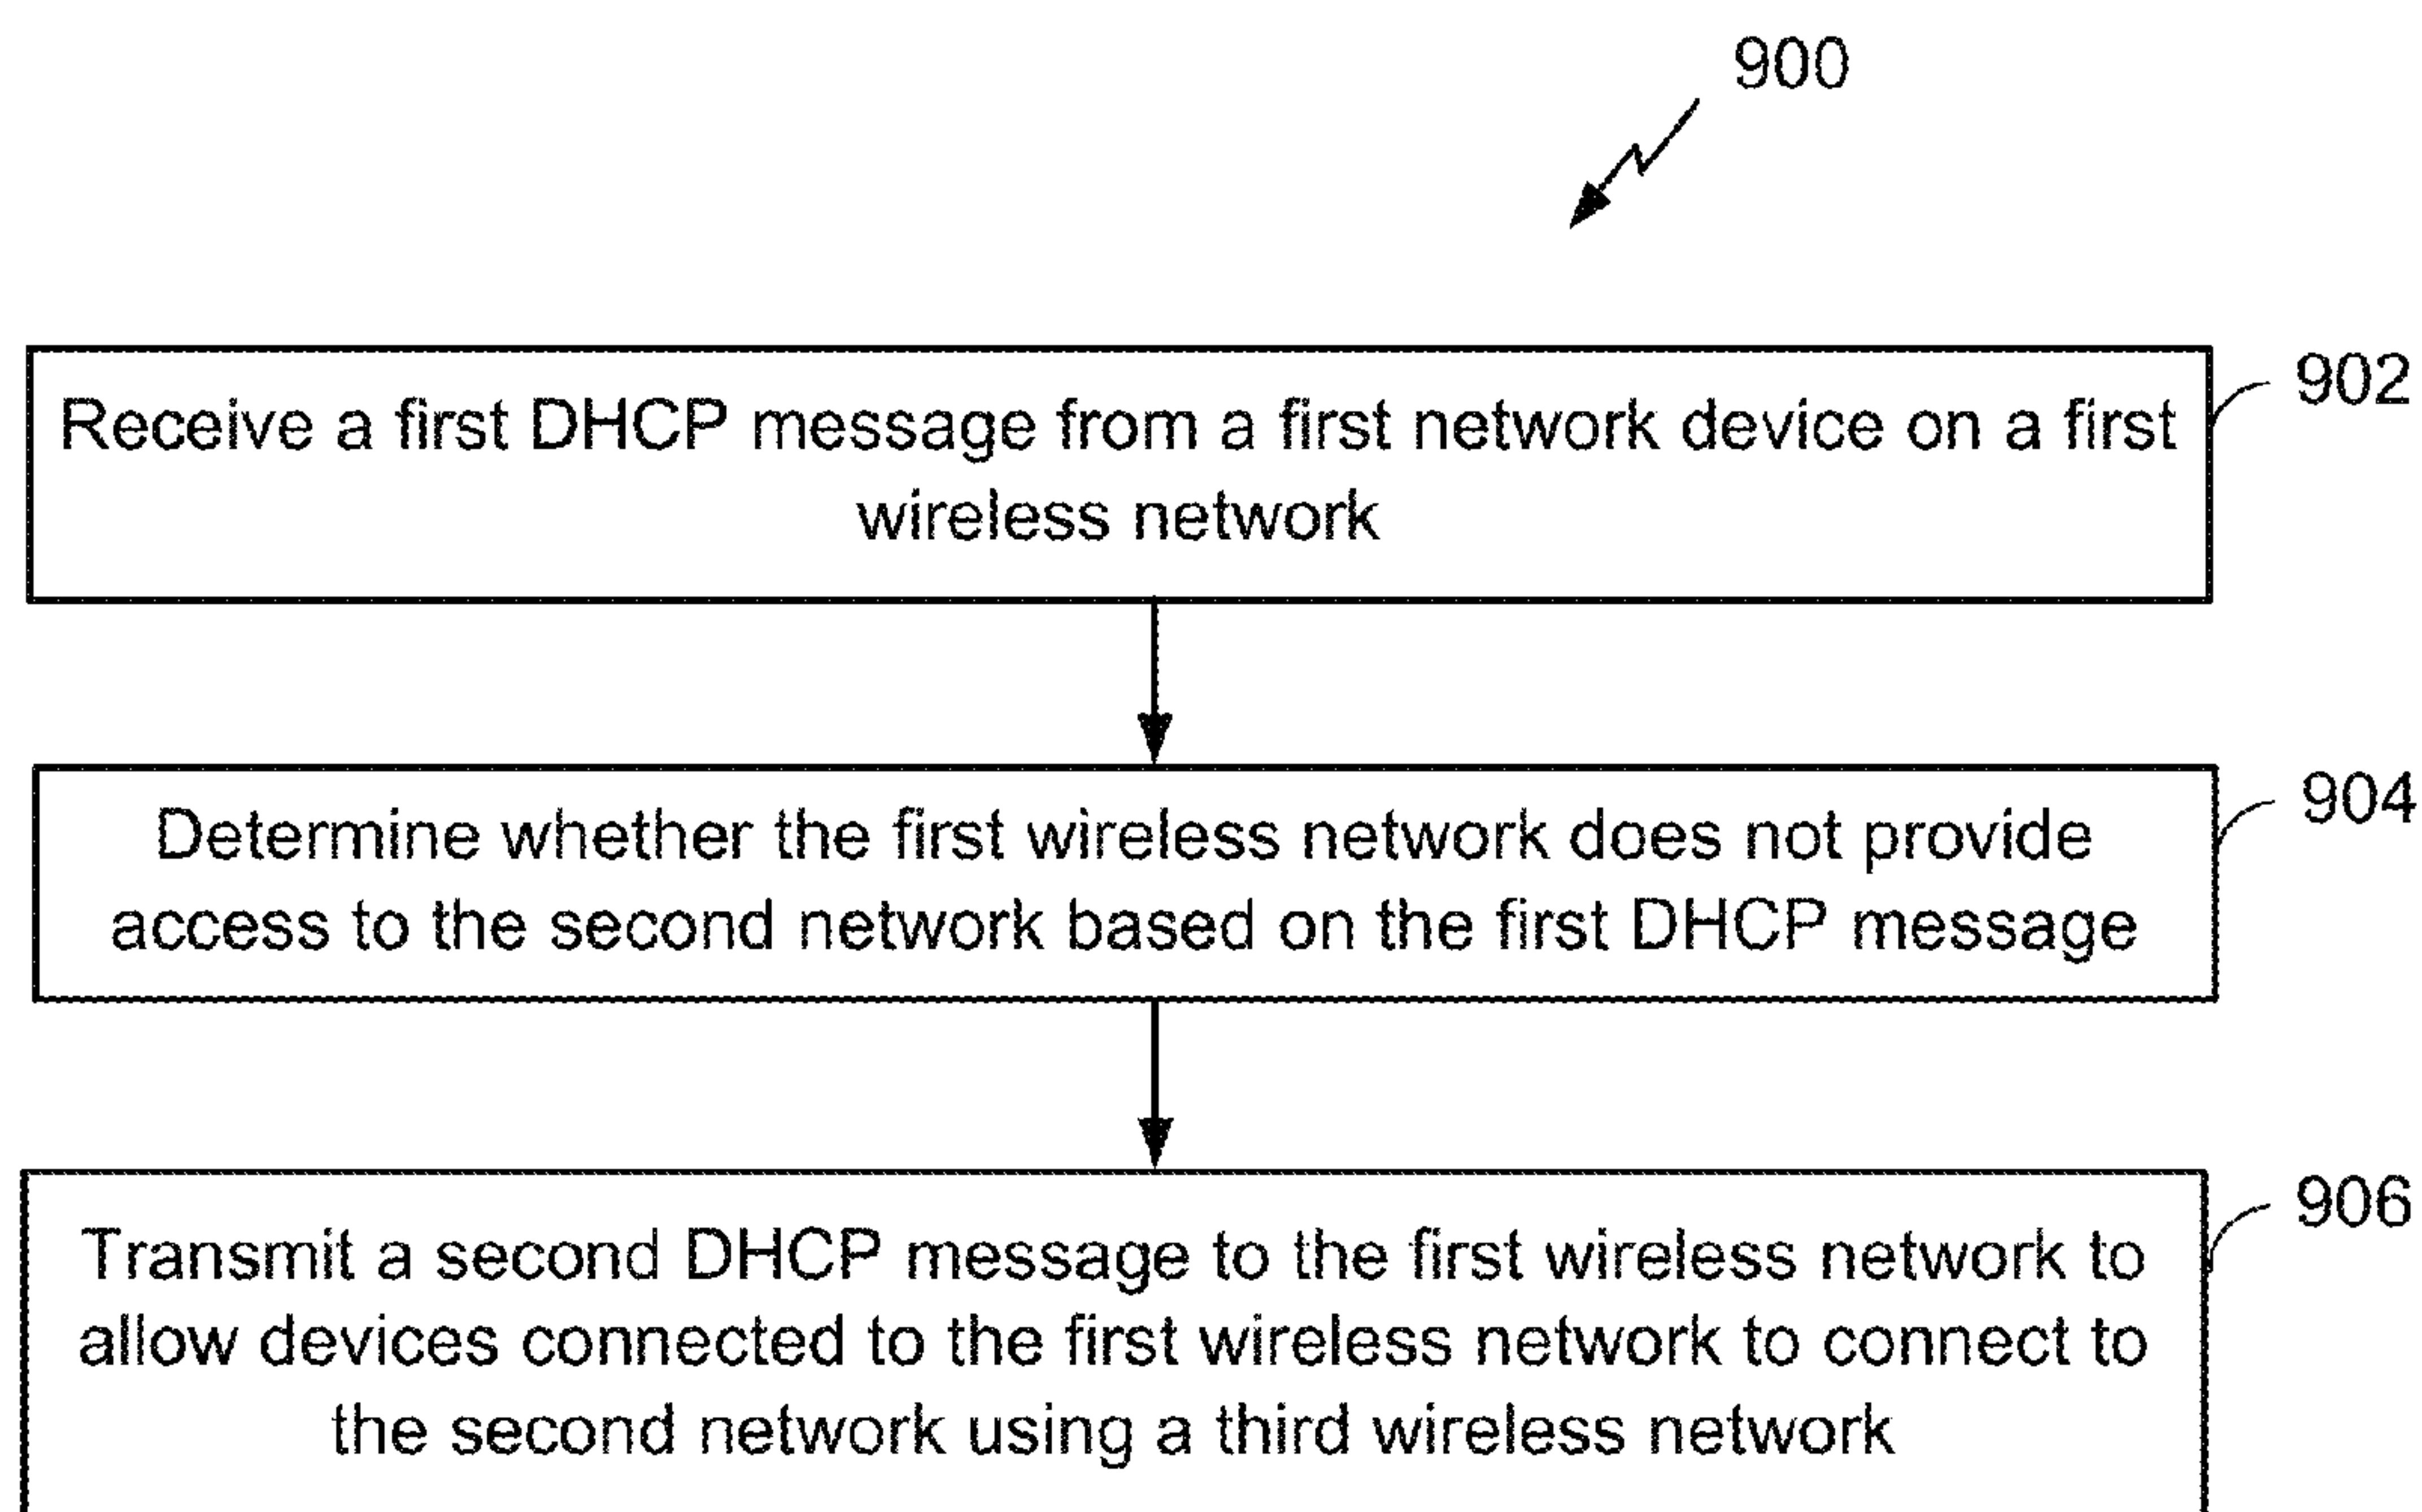 900
Receive a first DHCP message from a first network device on a first
wireless network
902
Determine whether the first wireless network does not provide
access to the second network based on the first DHCP message
904
Transmit a second DHCP message to the first wireless network to
allow devices connected to the first wireless network to connect to
the second network using a third wireless network
906